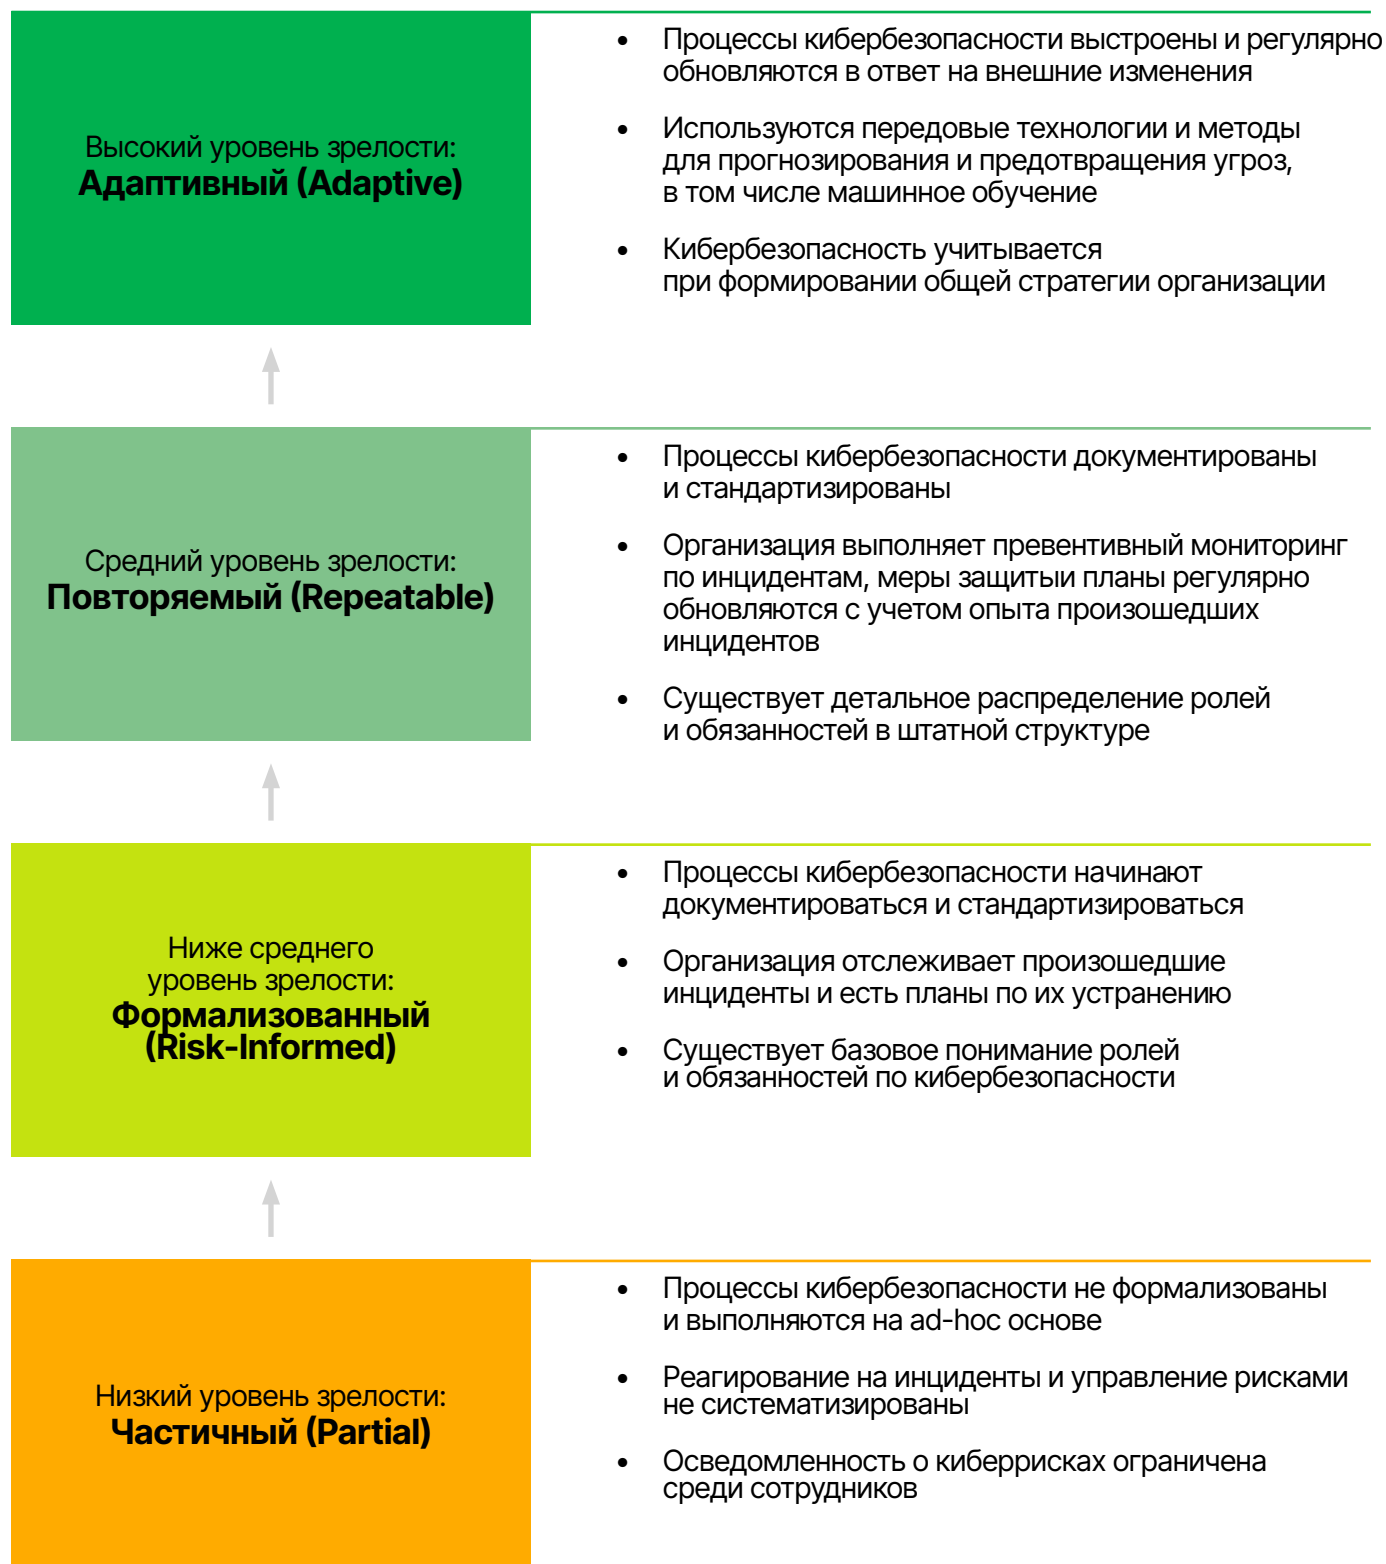 Высокий уровень зрелости:
Адаптивный (Adaptive)
• Процессы кибербезопасности выстроены и регулярно
обновляются в ответ на внешние изменения
• Используются передовые технологии и методы
для прогнозирования и предотвращения угроз,
в том числе машинное обучение
• Кибербезопасность учитывается
при формировании общей стратегии организации
Средний уровень зрелости:
Повторяемый (Repeatable)
• Процессы кибербезопасности документированы
и стандартизированы
• Организация выполняет превентивный мониторинг
по инцидентам, меры защитыи планы регулярно
обновляются с учетом опыта произошедших
инцидентов
• Существует детальное распределение ролей
и обязанностей в штатной структуре
Ниже среднего
уровень зрелости:
Формализованный
(Risk-Informed)
• Процессы кибербезопасности начинают
документироваться и стандартизироваться
• Организация отслеживает произошедшие
инциденты и есть планы по их устранению
• Существует базовое понимание ролей
и обязанностей по кибербезопасности
Низкий уровень зрелости:
Частичный (Partial)
• Процессы кибербезопасности не формализованы
и выполняются на ad-hoc основе
• Реагирование на инциденты и управление рисками
не систематизированы
• Осведомленность о киберрисках ограничена
среди сотрудников